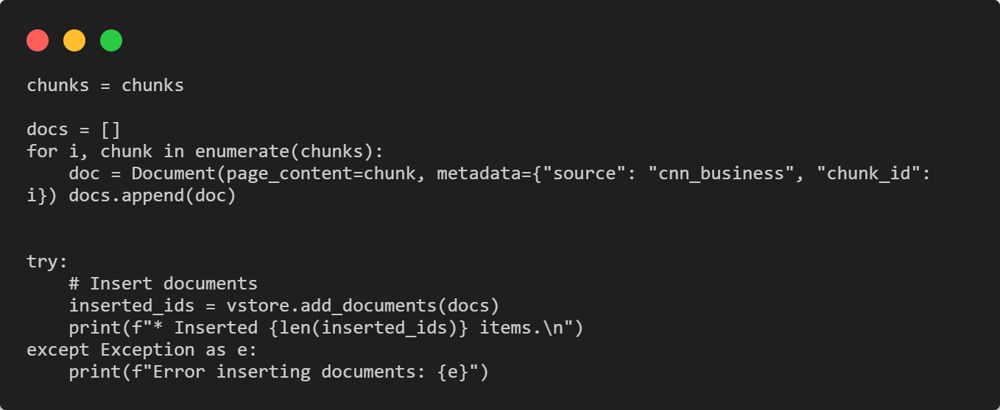 chunks = chunks
docs = []
for i, chunk in enumerate(chunks):
    doc = Document(page_content=chunk, metadata={"source": "cnn_business", "chunk_id":
i}) docs.append(doc)
try:
    # Insert documents
    inserted_ids = vstore.add_documents(docs)
    print(f"* Inserted {len(inserted_ids)} items.\n")
except Exception as e:
    print(f"Error inserting documents: {e}")